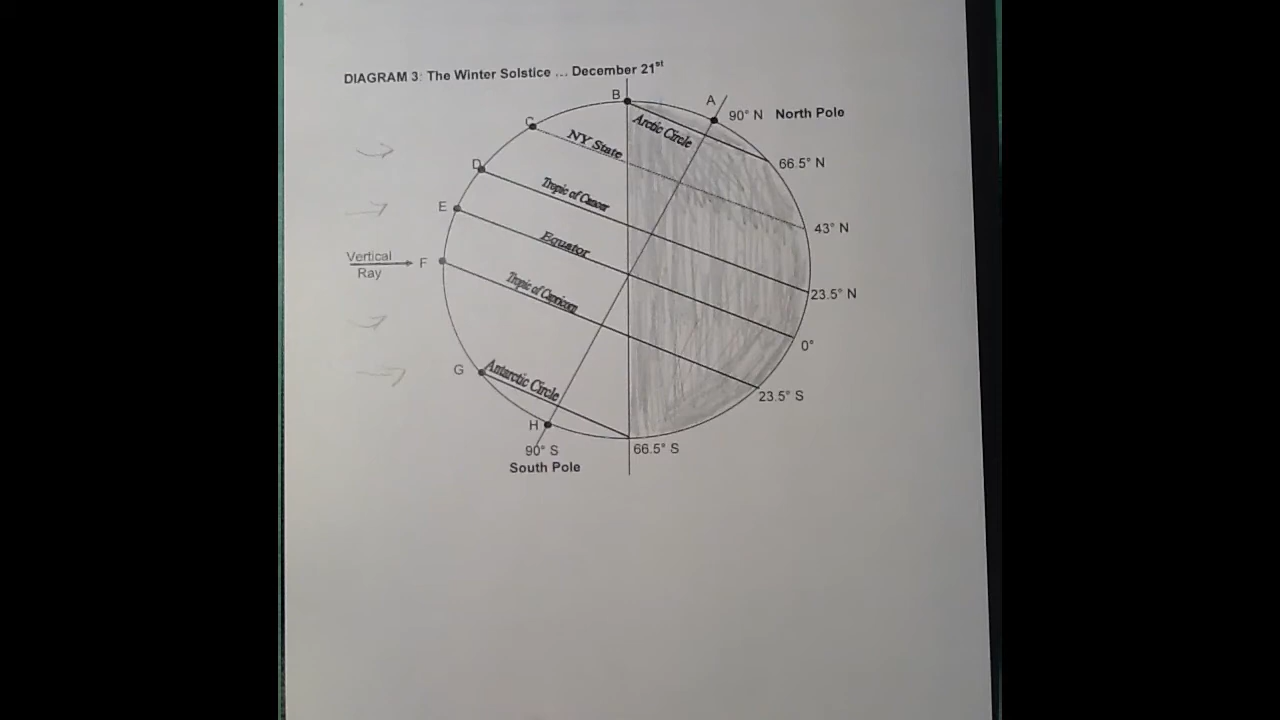 DIAGRAM 3: The Winter Solstice ... December 21st
B
A
90° N North Pole
C
Arctic Circle
NY State
66.5° N
D
Tropic of Cancer
E
43° N
Equator
Vertical
Ray
F
Tropic of Capricorn
23.5° N
0°
G
Antarctic Circle
23.5° S
H
90° S
66.5° S
South Pole